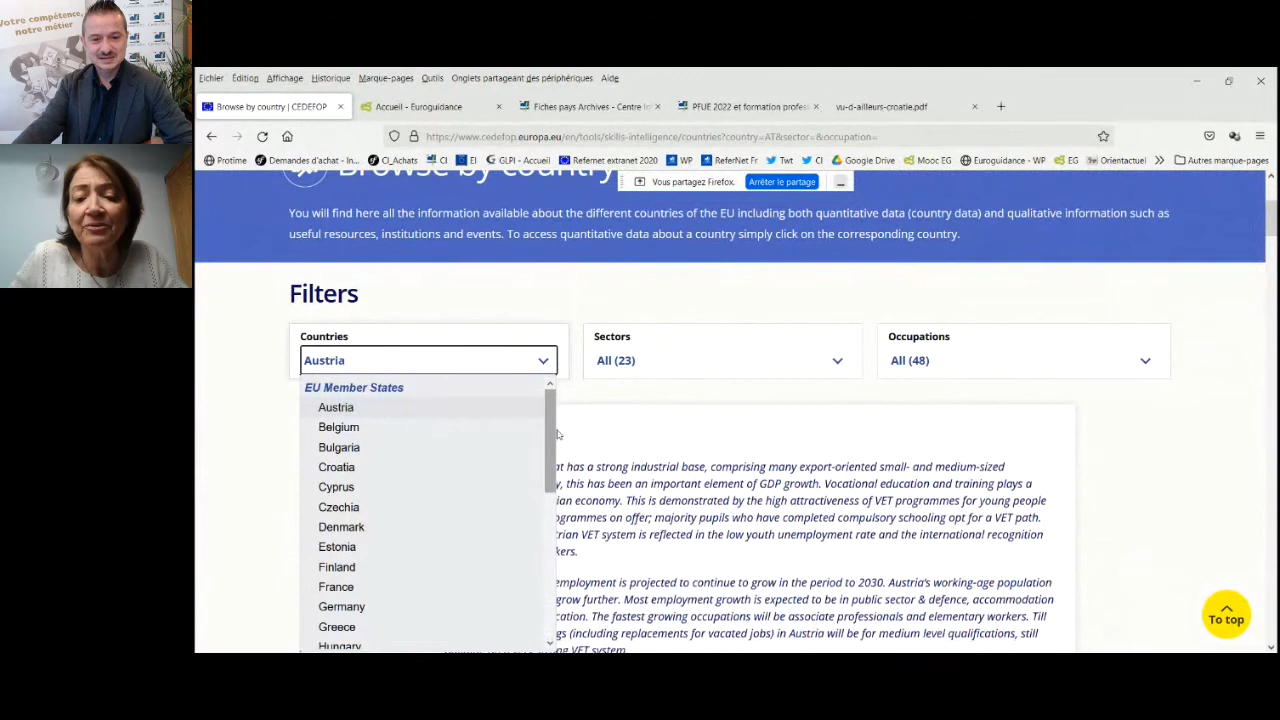 Votre compétence,
notre métier
Fichier Édition Affichage Historique Marque-pages Outils Onglets partageant des périphériques Aide
Browse by country | CEDEFOP
Accueil - Euroguidance
Fiches pays Archives - Centre In
PFUE 2022 et formation profes
vu-d-ailleurs-croatie.pdf
https://www.cedefop.europa.eu/en/tools/skills-intelligence/countries?country=AT&sector=&occupation=
Protime Demandes d'achat - In... CI_Achats CI EI GLPI - Accueil Refernet extranet 2020 WP ReferNet Fr Twt CI Google Drive Mooc EG Euroguidance - WP EG Orientactuel Autres marque-pages
Browse by country
Vous partagez Firefox. Arrêter le partage
You will find here all the information available about the different countries of the EU including both quantitative data (country data) and qualitative information such as
useful resources, institutions and events. To access quantitative data about a country simply click on the corresponding country.
Filters
Countries
Austria
Sectors
All (23)
Occupations
All (48)
EU Member States
Austria
Belgium
Bulgaria
Croatia
Cyprus
Czechia
Denmark
Estonia
Finland
France
Germany
Greece
Hungary
at has a strong industrial base, comprising many export-oriented small- and medium-sized
y, this has been an important element of GDP growth. Vocational education and training plays a
ian economy. This is demonstrated by the high attractiveness of VET programmes for young people
ogrammes on offer; majority pupils who have completed compulsory schooling opt for a VET path.
trian VET system is reflected in the low youth unemployment rate and the international recognition
kers.
employment is projected to continue to grow in the period to 2030. Austria's working-age population
grow further. Most employment growth is expected to be in public sector & defence, accommodation
cation. The fastest growing occupations will be associate professionals and elementary workers. Till
gs (including replacements for vacated jobs) in Austria will be for medium level qualifications, still
VET system.
To top